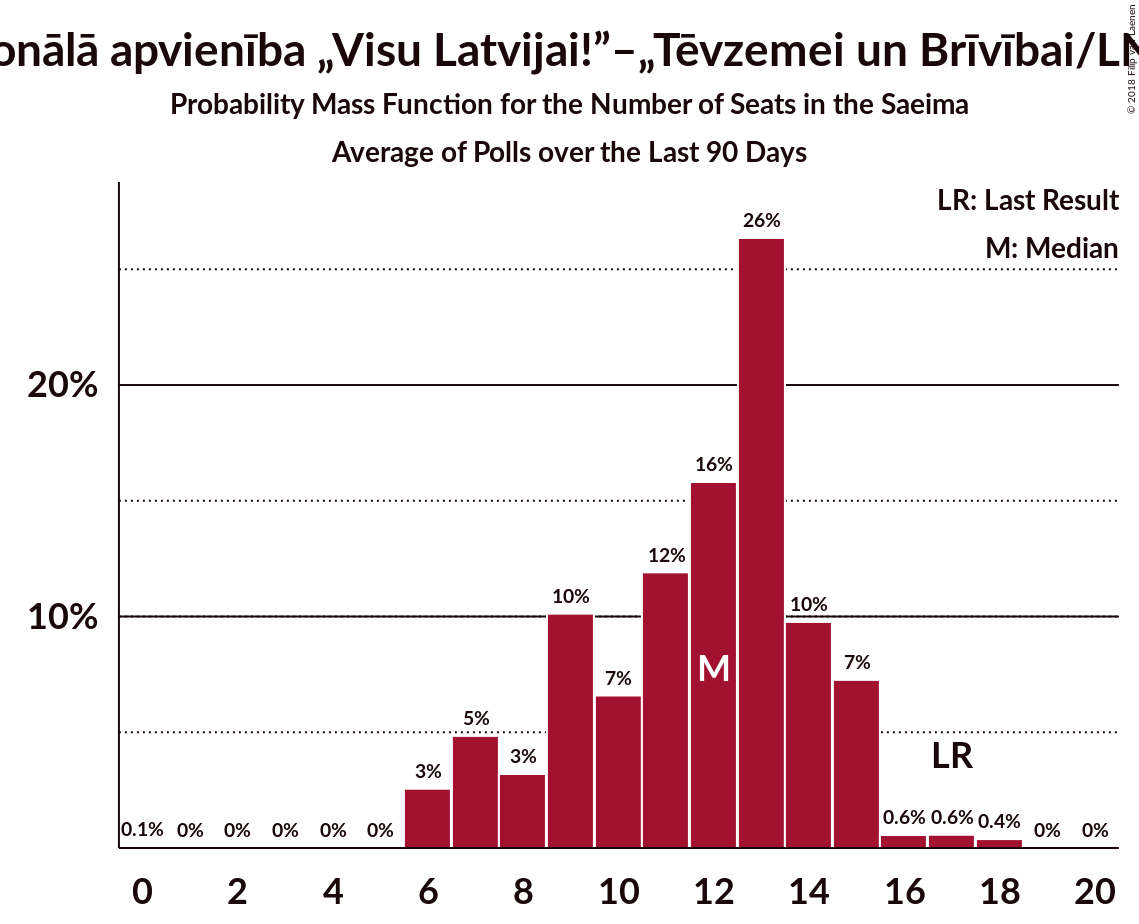 onālā apvienība „Visu Latvijai!”–„Tēvzemei un Brīvībai/LN
Probability Mass Function for the Number of Seats in the Saeima
Average of Polls over the Last 90 Days
© 2018 Filip van Laenen
LR: Last Result
M: Median
26%
20%
16%
12%
10%
10%
10%
7%
7%
M
5%
3%
3%
LR
0.1% 0% 0% 0% 0% 0% 0.6% 0.6% 0.4% 0% 0%
0 2 4 6 8 10 12 14 16 18 20